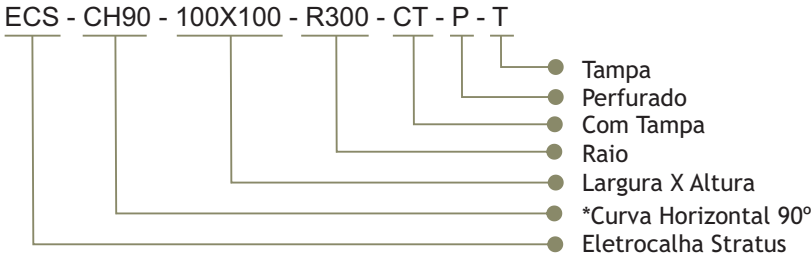 ECS - CH90 - 100X100 - R300 - CT - P - T
Tampa
Perfurado
Com Tampa
Raio
Largura X Altura
*Curva Horizontal 90º
Eletrocalha Stratus